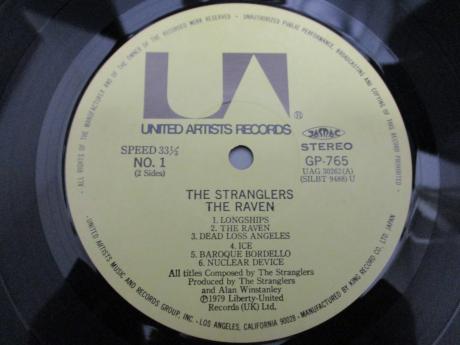 ALL RIGHTS OF THE MANUFACTURER AND OF THE OWNER OF THE RECORDED WORK RESERVED — UNAUTHORIZED PUBLIC PERFORMANCE, BROADCASTING AND COPYING OF THIS RECORD PROHIBITED
UA
®
UNITED ARTISTS RECORDS
JASRAC
SPEED 33⅓
STEREO
NO. 1
GP-765
(2 Sides)
UAG 30262 (A)
(SILBT 9488) U
THE STRANGLERS
THE RAVEN
1. LONGSHIPS
2. THE RAVEN
3. DEAD LOSS ANGELES
4. ICE
5. BAROQUE BORDELLO
6. NUCLEAR DEVICE
All titles Composed by The Stranglers
Produced by The Stranglers
and Alan Winstanley
Ⓟ1979 Liberty-United
Records (UK) Ltd.
UNITED ARTISTS MUSIC AND RECORDS GROUP, INC. — LOS ANGELES, CALIFORNIA 90028 — MANUFACTURED BY KING RECORD CO. LTD, JAPAN